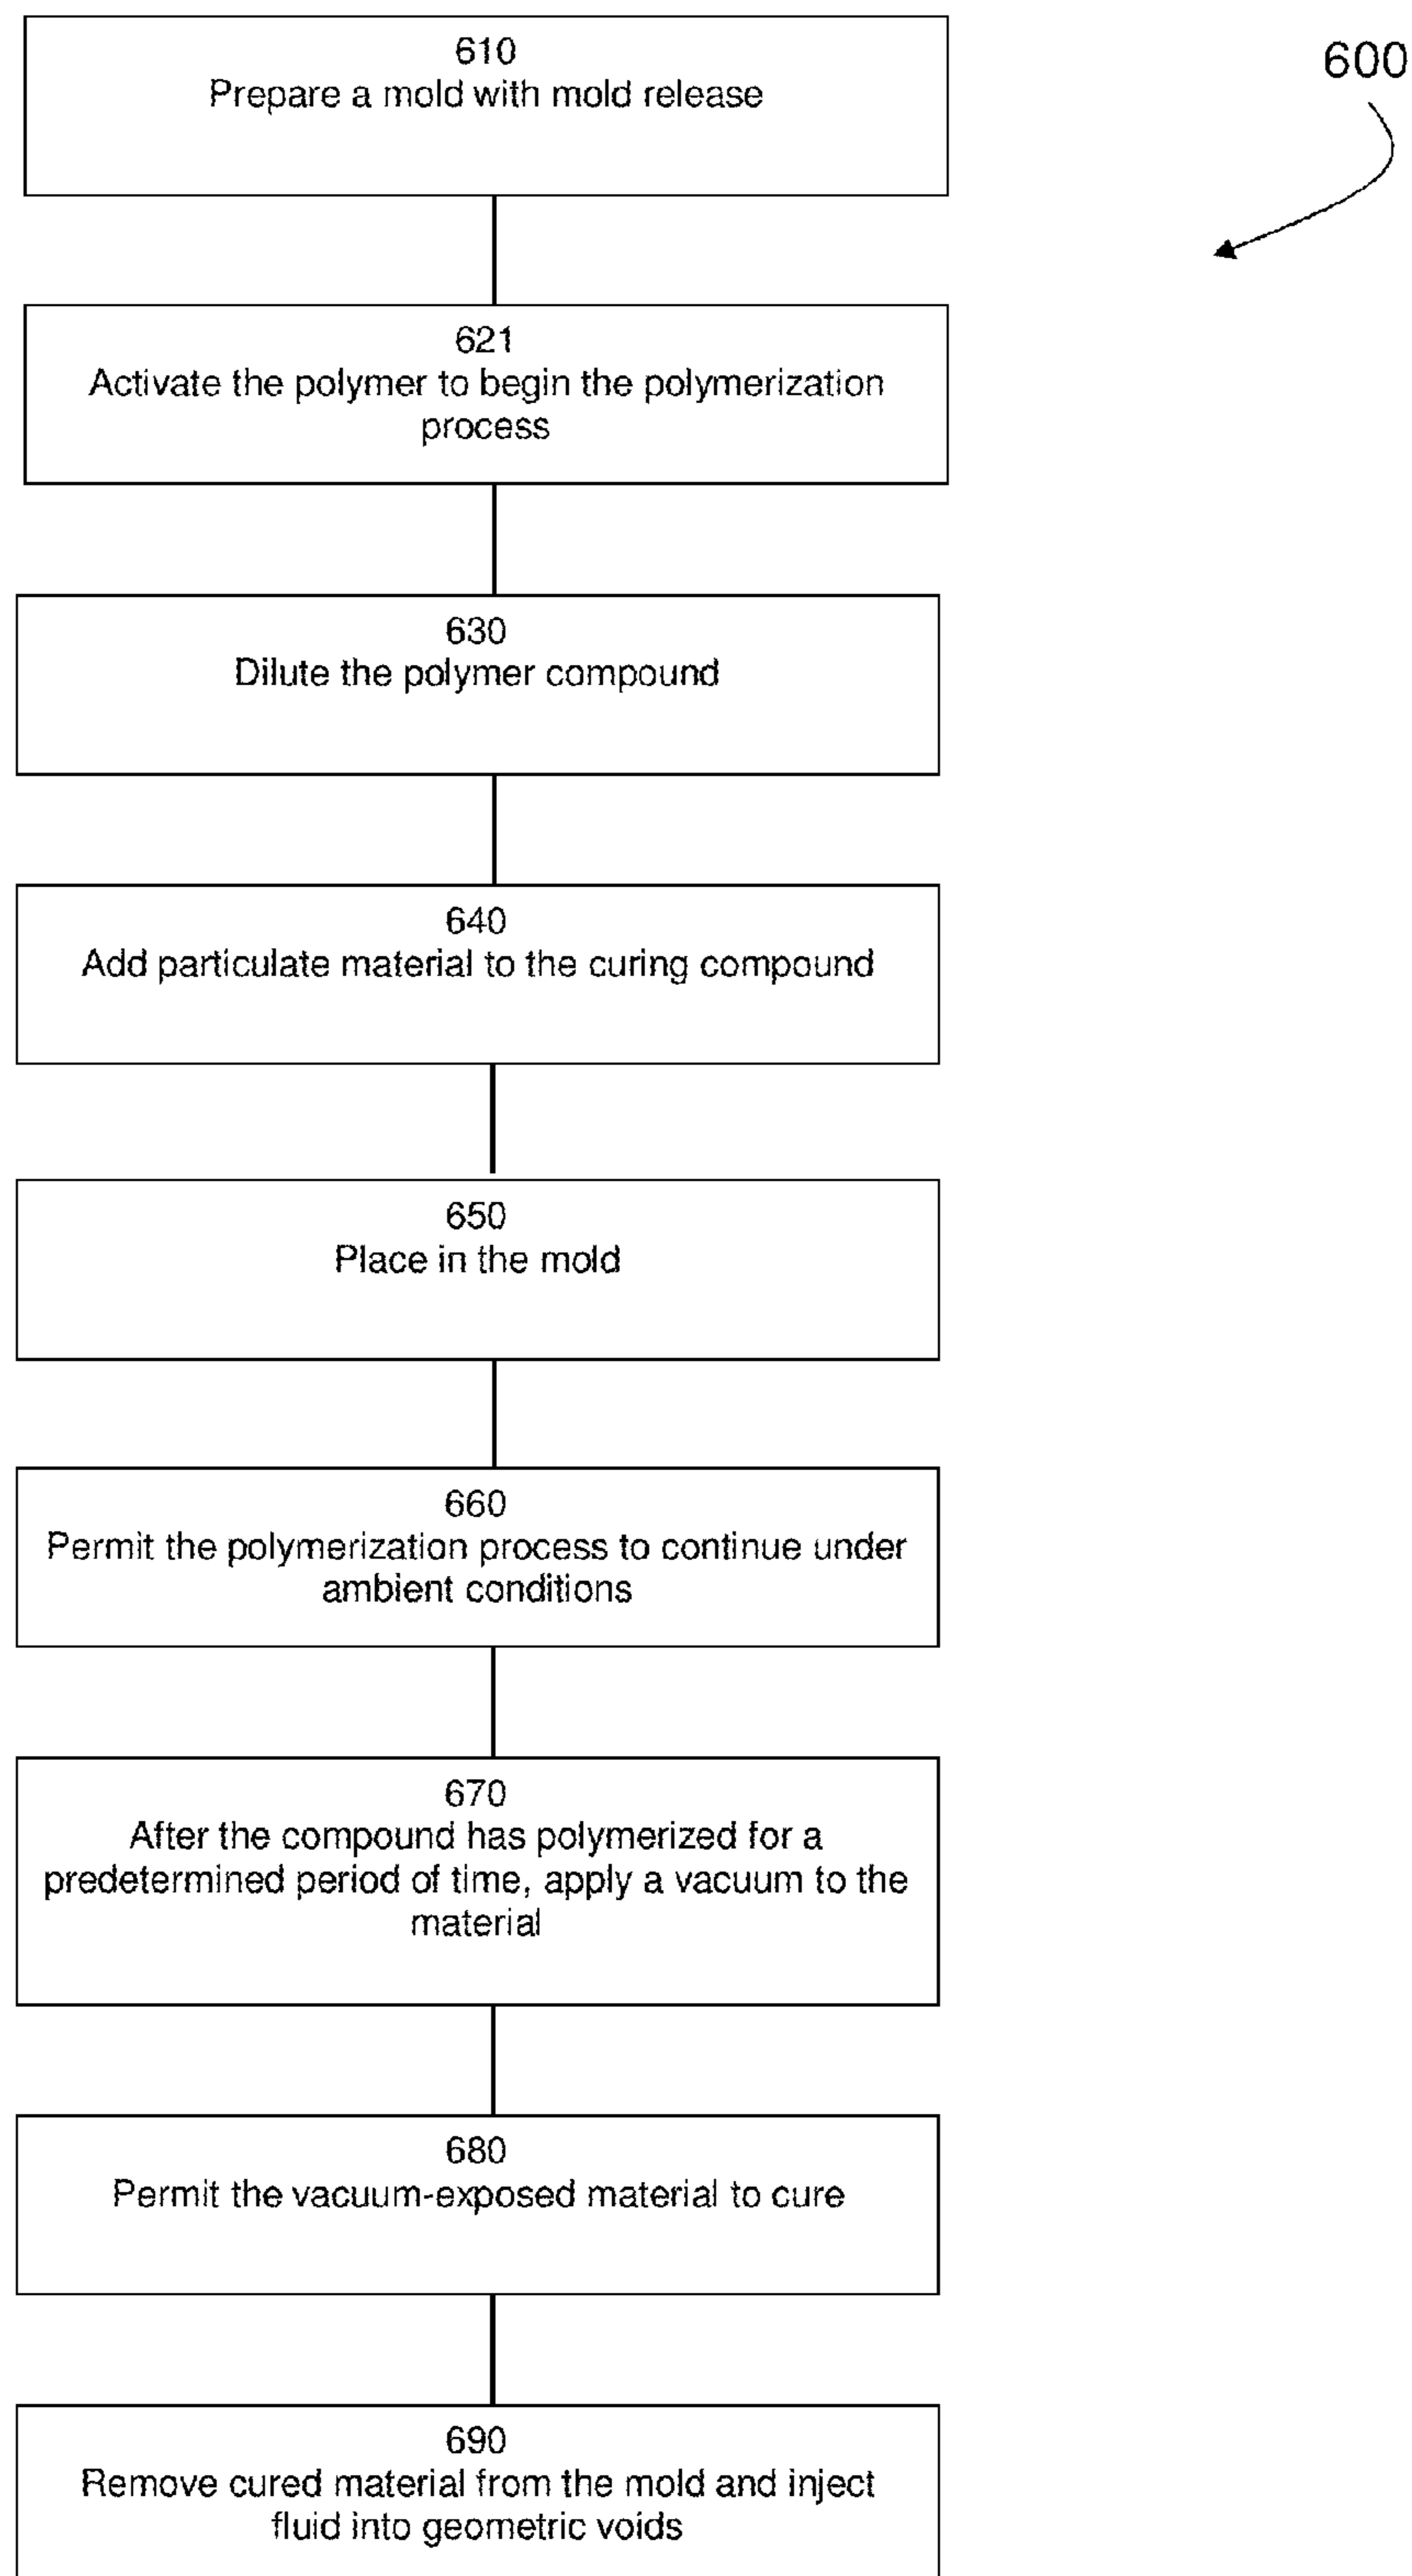 600
610
Prepare a mold with mold release
621
Activate the polymer to begin the polymerization
process
630
Dilute the polymer compound
640
Add particulate material to the curing compound
650
Place in the mold
660
Permit the polymerization process to continue under
ambient conditions
670
After the compound has polymerized for a
predetermined period of time, apply a vacuum to the
material
680
Permit the vacuum-exposed material to cure
690
Remove cured material from the mold and inject
fluid into geometric voids